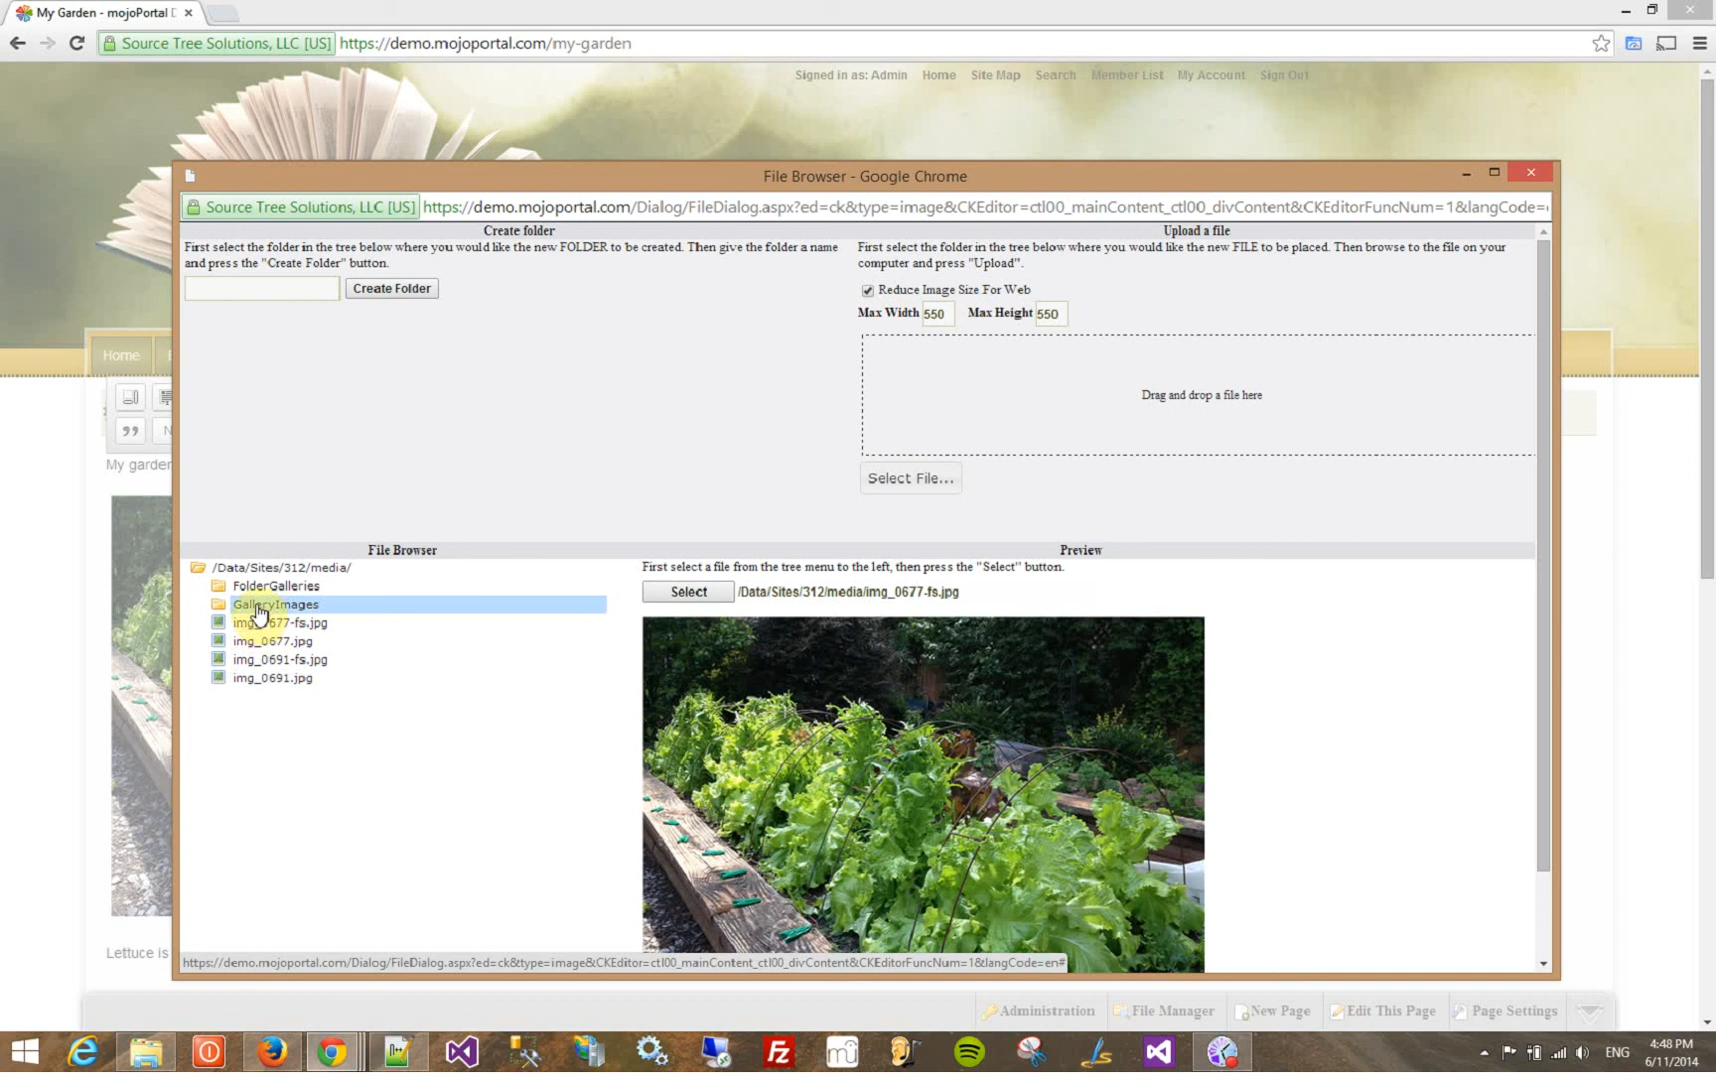 My Garden - mojoPortal D
Source Tree Solutions, LLC [US] https://demo.mojoportal.com/my-garden
Signed in as: Admin Home Site Map Search Member List My Account Sign Out
File Browser - Google Chrome
Source Tree Solutions, LLC [US] https://demo.mojoportal.com/Dialog/FileDialog.aspx?ed=ck&type=image&CKEditor=ctl00_mainContent_ctl00_divContent&CKEditorFuncNum=1&langCode=
Create folder
First select the folder in the tree below where you would like the new FOLDER to be created. Then give the folder a name
and press the "Create Folder" button.
Create Folder
Upload a file
First select the folder in the tree below where you would like the new FILE to be placed. Then browse to the file on your
computer and press "Upload".
Reduce Image Size For Web
Max Width 550 Max Height 550
Drag and drop a file here
Select File...
Home
My garden
Lettuce is
File Browser
/Data/Sites/312/media/
FolderGalleries
GalleryImages
img_0677-fs.jpg
img_0677.jpg
img_0691-fs.jpg
img_0691.jpg
Preview
First select a file from the tree menu to the left, then press the "Select" button.
Select /Data/Sites/312/media/img_0677-fs.jpg
https://demo.mojoportal.com/Dialog/FileDialog.aspx?ed=ck&type=image&CKEditor=ctl00_mainContent_ctl00_divContent&CKEditorFuncNum=1&langCode=en#
Administration File Manager New Page Edit This Page Page Settings
ENG
4:48 PM
6/11/2014